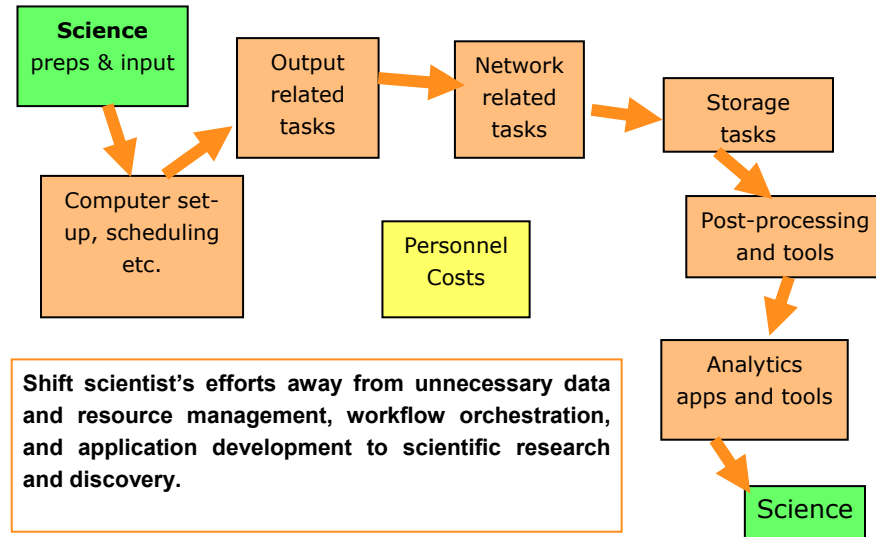 Science
preps & input
Computer set-
up, scheduling
etc.
Output
related
tasks
Network
related
tasks
Storage
tasks
Post-processing
and tools
Analytics
apps and tools
Science
Personnel
Costs
Shift scientist's efforts away from unnecessary data
and resource management, workflow orchestration,
and application development to scientific research
and discovery.